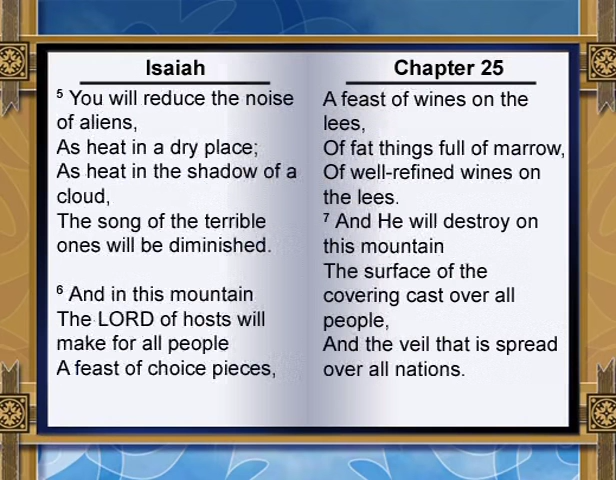 Isaiah
⁵ You will reduce the noise
of aliens,
As heat in a dry place;
As heat in the shadow of a
cloud,
The song of the terrible
ones will be diminished.
⁶ And in this mountain
The LORD of hosts will
make for all people
A feast of choice pieces,
Chapter 25
A feast of wines on the
lees,
Of fat things full of marrow,
Of well-refined wines on
the lees.
⁷ And He will destroy on
this mountain
The surface of the
covering cast over all
people,
And the veil that is spread
over all nations.